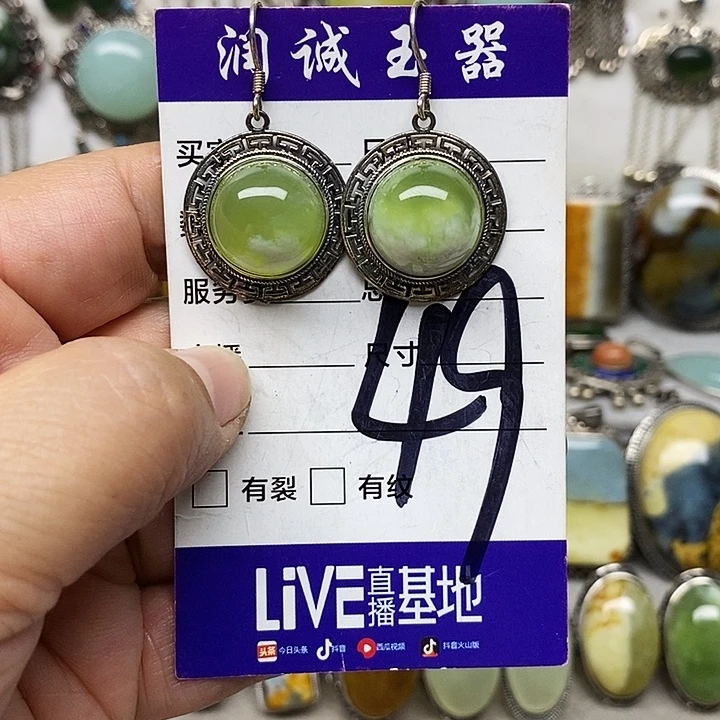 润诚玉器
买家
服务
尺寸
49
有裂 有纹
LiVE直播基地
头条 今日头条 抖音 西瓜视频 抖音火山版